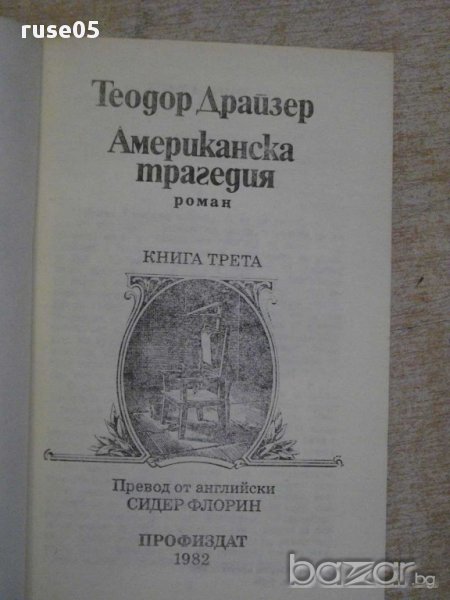 ruse05
Теодор Драйзер
Американска
трагедия
роман
КНИГА ТРЕТА
Превод от английски
СИДЕР ФЛОРИН
ПРОФИЗДАТ
1982
bazar.bg